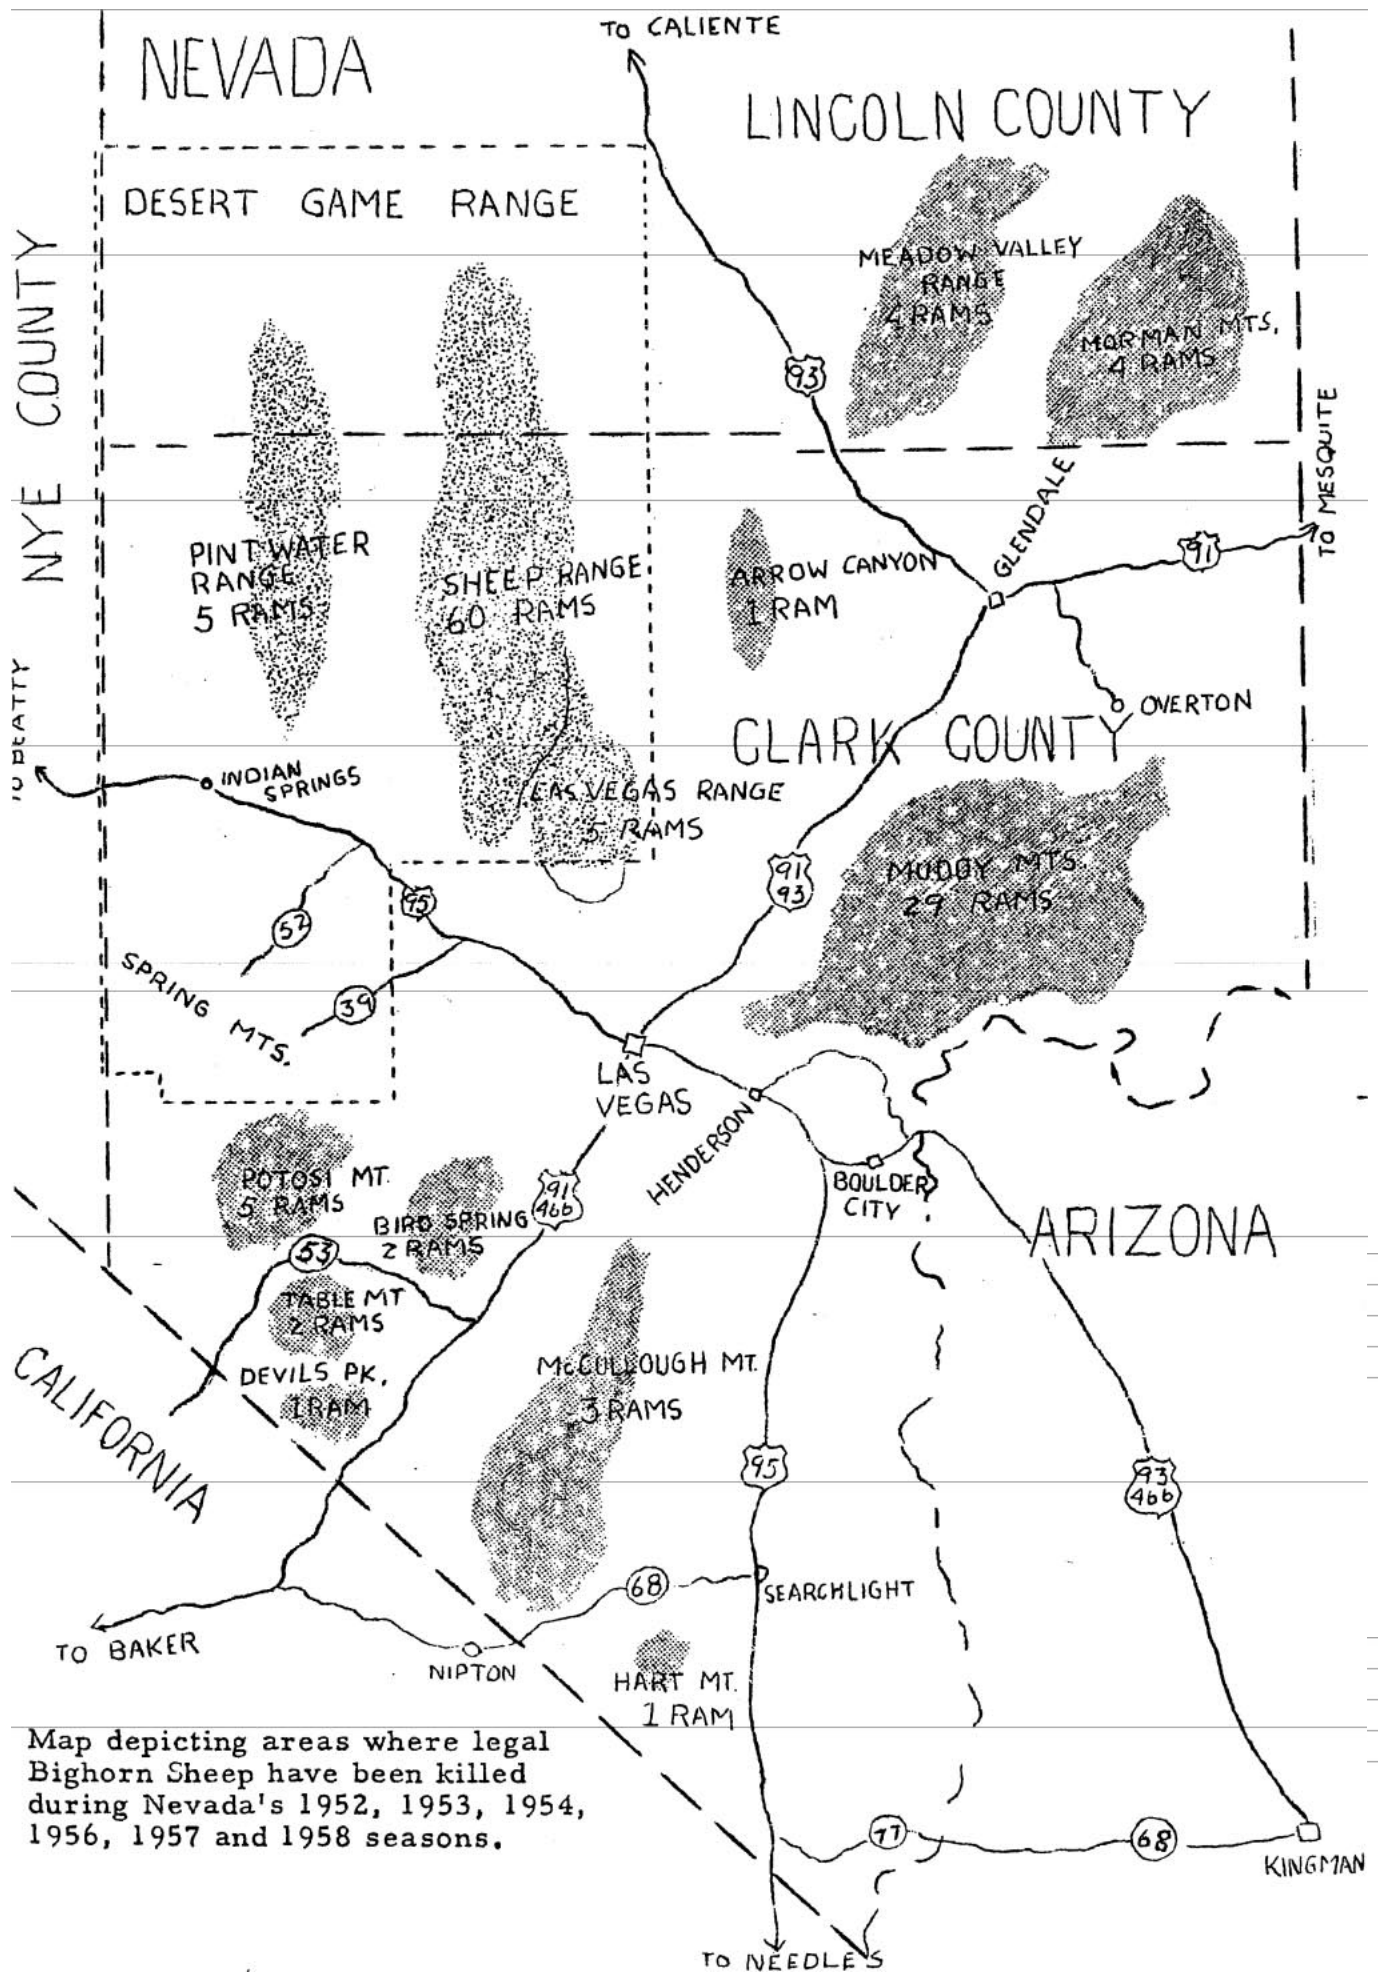 TO CALIENTE
NEVADA
LINCOLN COUNTY
DESERT GAME RANGE
NYE COUNTY
MEADOW VALLEY
RANGE
4 RAMS
MORMAN MTS.
4 RAMS
93
TO MESQUITE
GLENDALE
91
PINTWATER
RANGE
5 RAMS
SHEEP RANGE
60 RAMS
ARROW CANYON
1 RAM
OVERTON
CLARK COUNTY
TO BEATTY
INDIAN
SPRINGS
LAS VEGAS RANGE
5 RAMS
91
93
MUDDY MTS.
29 RAMS
95
52
SPRING MTS.
39
LAS
VEGAS
HENDERSON
BOULDER
CITY
POTOSI MT.
5 RAMS
91
466
BIRD SPRING
2 RAMS
ARIZONA
53
TABLE MT
2 RAMS
DEVILS PK.
1 RAM
McCULLOUGH MT.
3 RAMS
CALIFORNIA
95
93
466
68
SEARCHLIGHT
TO BAKER
NIPTON
HART MT.
1 RAM
Map depicting areas where legal
Bighorn Sheep have been killed
during Nevada's 1952, 1953, 1954,
1956, 1957 and 1958 seasons.
77
68
KINGMAN
TO NEEDLES